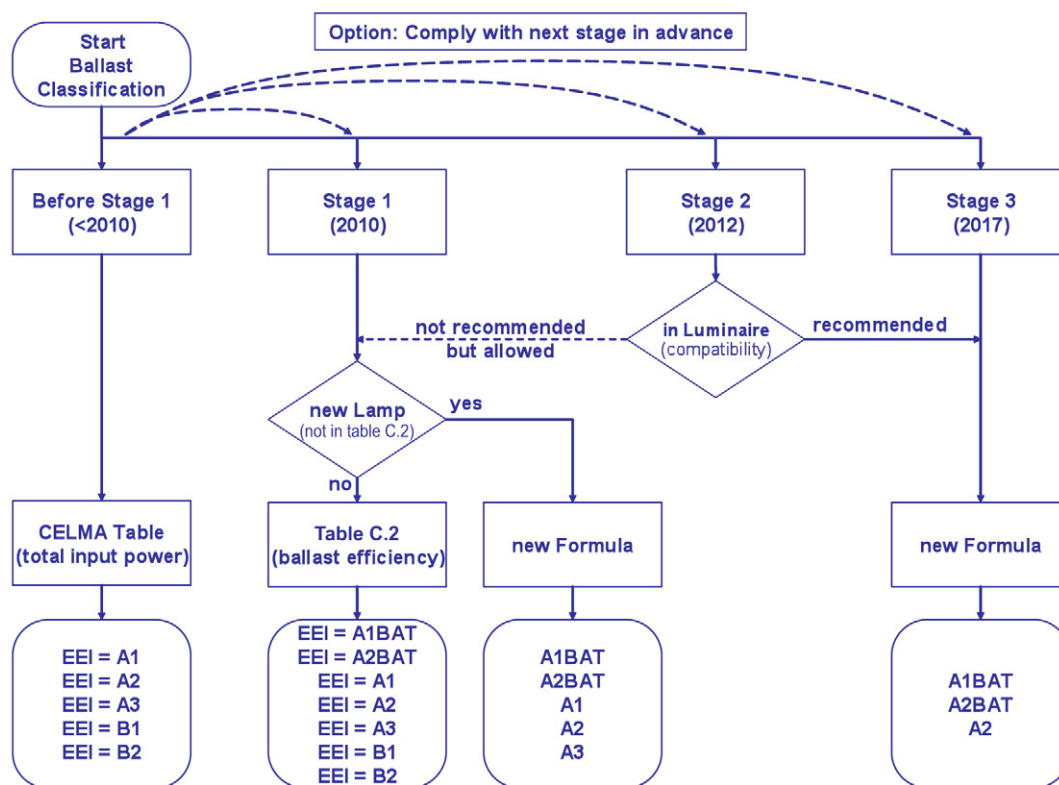 Start
Ballast
Classification
Option: Comply with next stage in advance
Before Stage 1
(<2010)
Stage 1
(2010)
Stage 2
(2012)
Stage 3
(2017)
not recommended
but allowed
in Luminaire
(compatibility)
recommended
new Lamp
(not in table C.2)
yes
no
CELMA Table
(total input power)
Table C.2
(ballast efficiency)
new Formula
new Formula
EEI = A1
EEI = A2
EEI = A3
EEI = B1
EEI = B2
EEI = A1BAT
EEI = A2BAT
EEI = A1
EEI = A2
EEI = A3
EEI = B1
EEI = B2
A1BAT
A2BAT
A1
A2
A3
A1BAT
A2BAT
A2